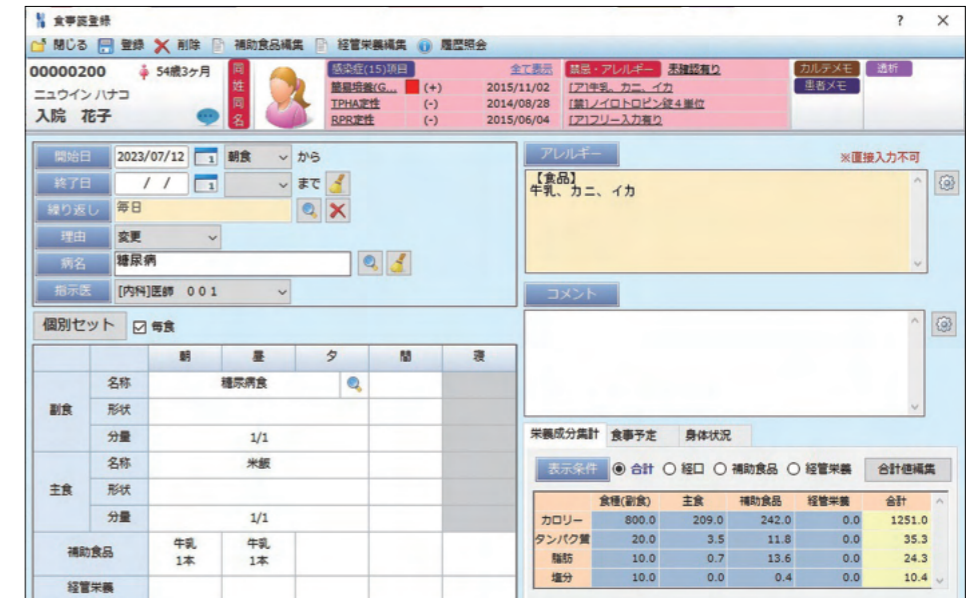 食事箋登録 ? ×
閉じる 登録 削除 補助食品編集 経管栄養編集 履歴照会
00000200 54歳3ヶ月
ニュウイン ハナコ
入院 花子
同姓同名
感染症(15)項目 全て表示
簡易培養(G... (+) 2015/11/02
TPHA定性 (-) 2014/08/28
RPR定性 (-) 2015/06/04
禁忌・アレルギー 未確認有り
[ア]牛乳、カニ、イカ
[禁]ノイロトロピン錠4単位
[ア]フリー入力有り
カルテメモ 透析
患者メモ
開始日 2023/07/12 1 朝食 から
終了日 / / 1 まで
繰り返し 毎日
理由 変更
病名 糖尿病
指示医 [内科]医師 001
個別セット 毎食
朝 昼 夕 間 夜
副食 名称 糖尿病食
形状
分量 1/1
主食 名称 米飯
形状
分量 1/1
補助食品 牛乳 牛乳
1本 1本
経管栄養
アレルギー ※直接入力不可
【食品】
牛乳、カニ、イカ
コメント
栄養成分集計 食事予定 身体状況
表示条件 合計 経口 補助食品 経管栄養 合計値編集
食種(副食) 主食 補助食品 経管栄養 合計
カロリー 800.0 209.0 242.0 0.0 1251.0
タンパク質 20.0 3.5 11.8 0.0 35.3
脂肪 10.0 0.7 13.6 0.0 24.3
塩分 10.0 0.0 0.4 0.0 10.4